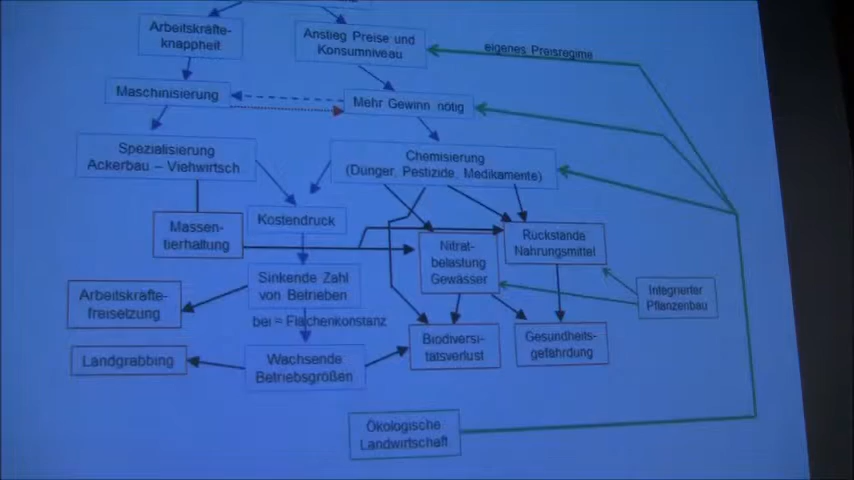 Arbeitskräfte-
knappheit
Anstieg Preise und
Konsumniveau
eigenes Preisregime
Maschinisierung
Mehr Gewinn nötig
Spezialisierung
Ackerbau – Viehwirtsch
Chemisierung
(Dünger, Pestizide, Medikamente)
Massen-
tierhaltung
Kostendruck
Nitrat-
belastung
Gewässer
Rückstände
Nahrungsmittel
Arbeitskräfte-
freisetzung
Sinkende Zahl
von Betrieben
bei = Flächenkonstanz
Integrierter
Pflanzenbau
Landgrabbing
Wachsende
Betriebsgrößen
Biodiversi-
tätsverlust
Gesundheits-
gefährdung
Ökologische
Landwirtschaft